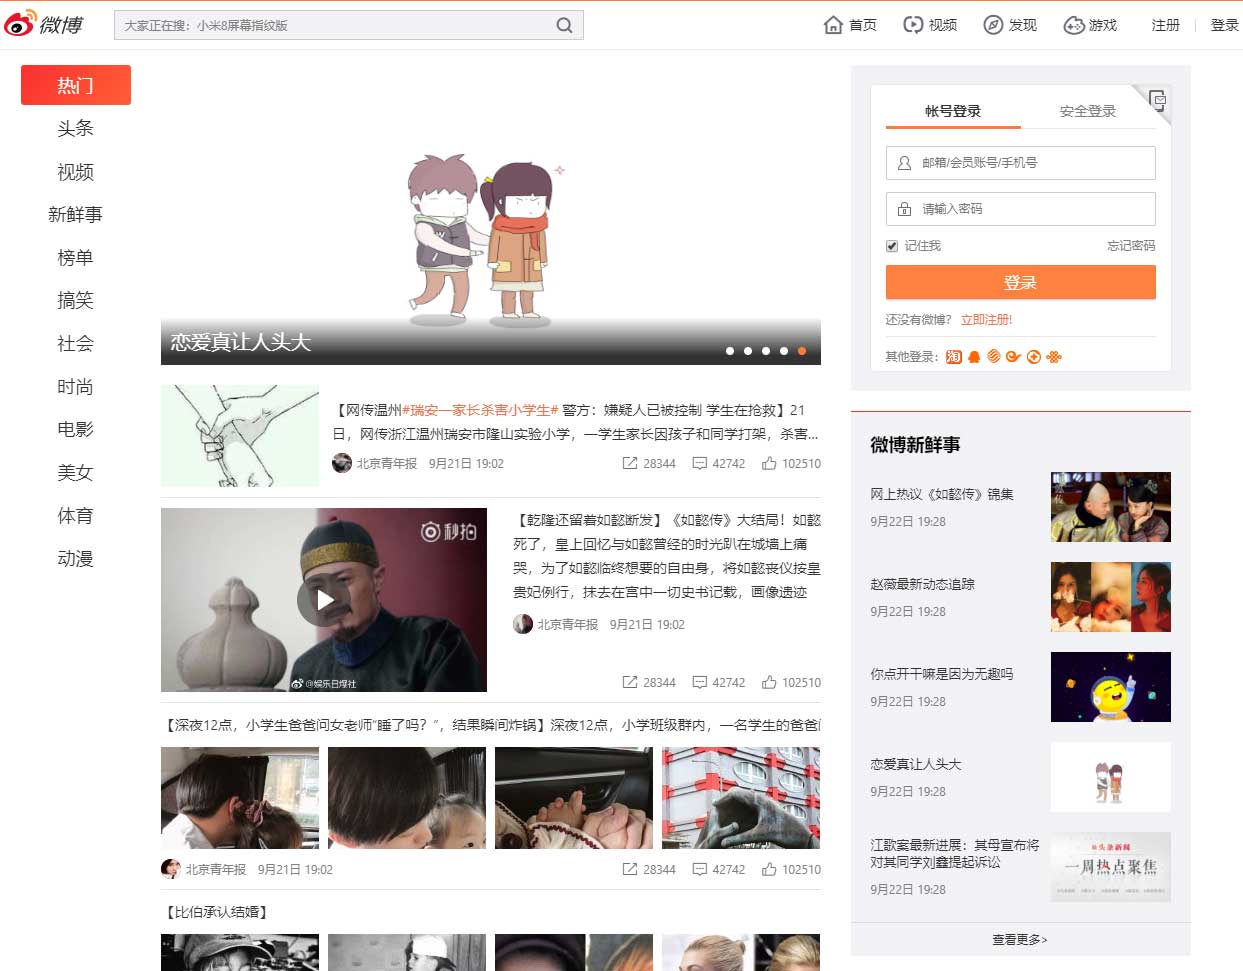 微博
大家正在搜：小米8屏幕指纹版
首页
视频
发现
游戏
注册
登录
热门
头条
视频
新鲜事
榜单
搞笑
社会
时尚
电影
美女
体育
动漫
恋爱真让人头大
【网传温州#瑞安一家长杀害小学生# 警方：嫌疑人已被控制 学生在抢救】21
日，网传浙江温州瑞安市隆山实验小学，一学生家长因孩子和同学打架，杀害...
北京青年报 9月21日 19:02
28344 42742 102510
秒拍
@娱乐日爆社
【乾隆还留着如懿断发】《如懿传》大结局！如懿
死了，皇上回忆与如懿曾经的时光趴在城墙上痛
哭，为了如懿临终想要的自由身，将如懿丧仪按皇
贵妃例行，抹去在宫中一切史书记载，画像遗迹
北京青年报 9月21日 19:02
28344 42742 102510
【深夜12点，小学生爸爸问女老师“睡了吗？”，结果瞬间炸锅】深夜12点，小学班级群内，一名学生的爸爸
北京青年报 9月21日 19:02
28344 42742 102510
【比伯承认结婚】
帐号登录
安全登录
邮箱/会员账号/手机号
请输入密码
记住我
忘记密码
登录
还没有微博？ 立即注册!
其他登录：
淘
微博新鲜事
网上热议《如懿传》锦集
9月22日 19:28
赵薇最新动态追踪
9月22日 19:28
你点开干嘛是因为无趣吗
9月22日 19:28
恋爱真让人头大
9月22日 19:28
江歌案最新进展：其母宣布将
对其同学刘鑫提起诉讼
9月22日 19:28
头条新闻
一周热点聚焦
查看更多>